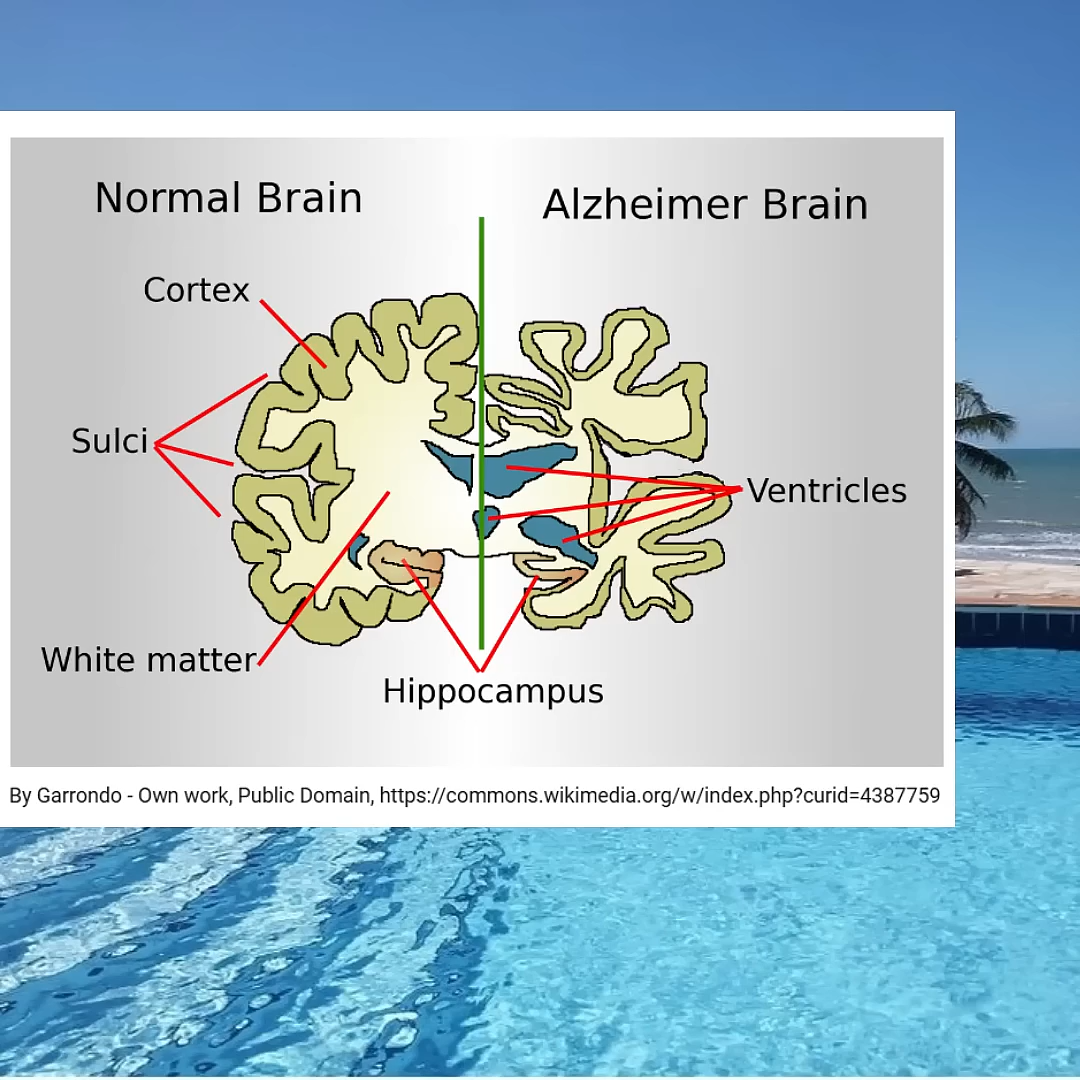 Normal Brain
Alzheimer Brain
Cortex
Sulci
Ventricles
White matter
Hippocampus
By Garrondo - Own work, Public Domain, https://commons.wikimedia.org/w/index.php?curid=4387759